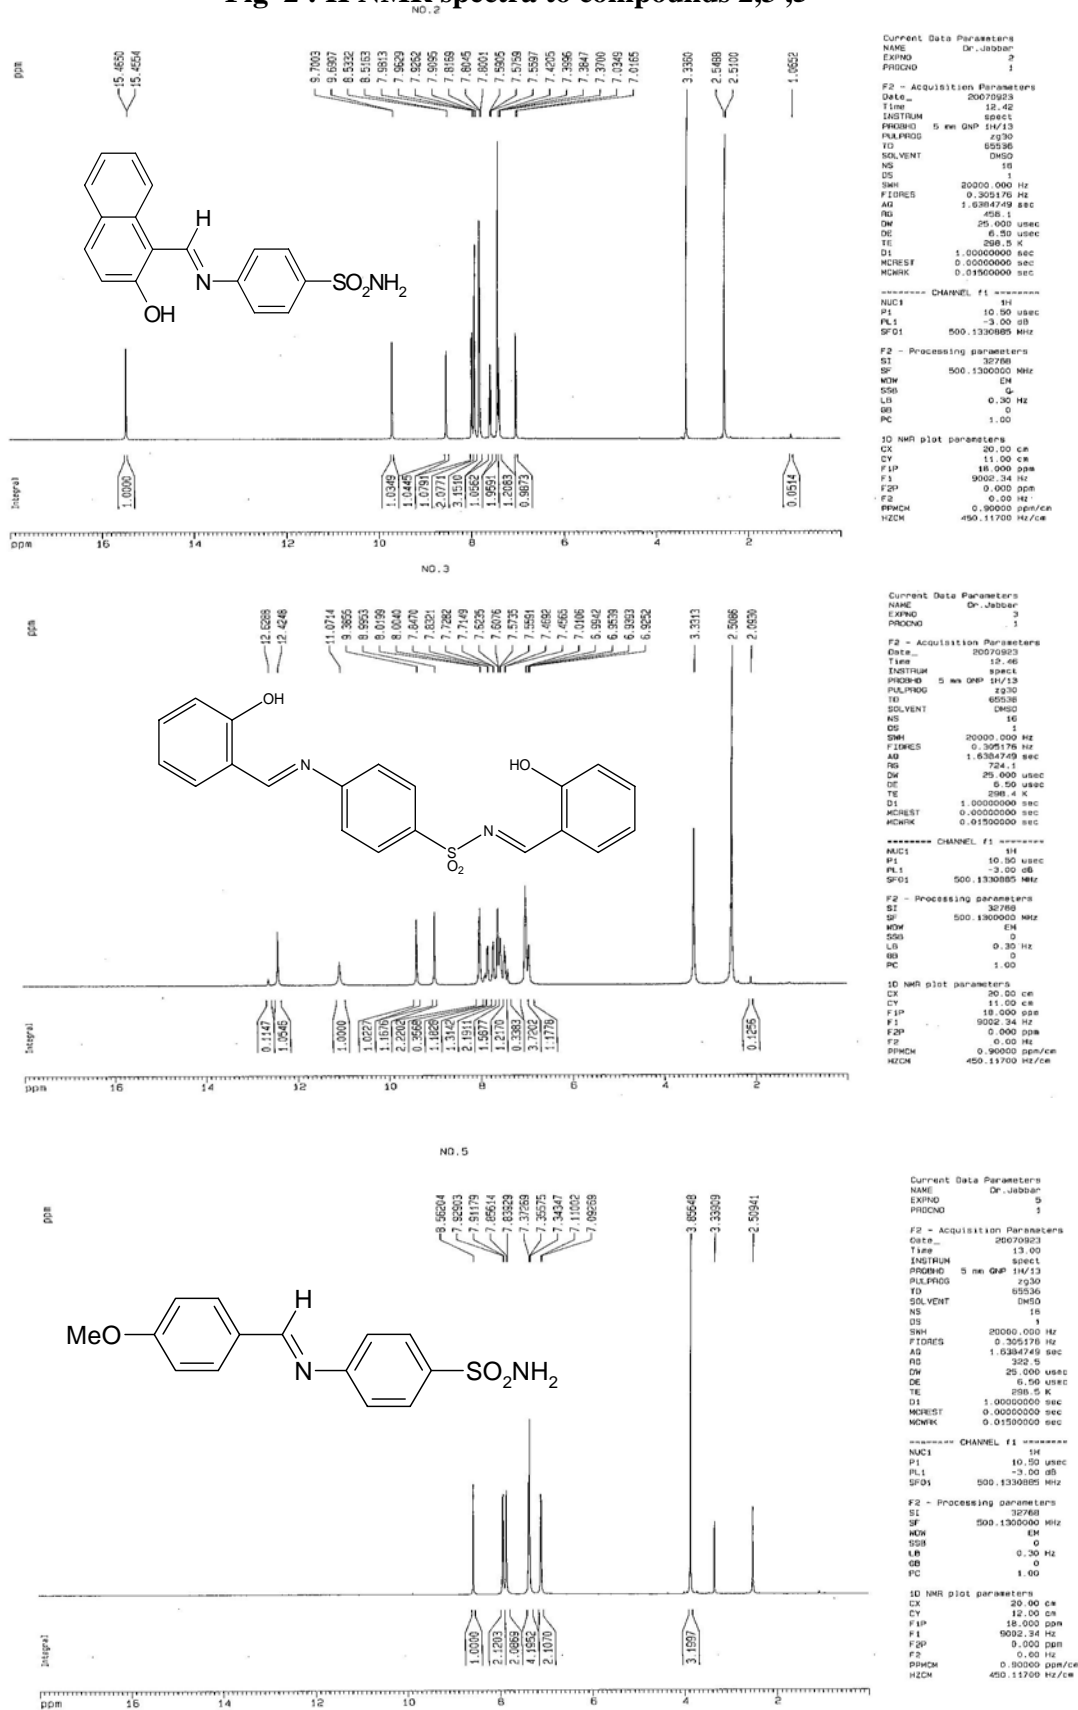 Fig 2 : H NMR spectra to compounds 2,3 ,5
NO.2
ppm
15.4650
15.4554
9.7003
9.6907
8.5332
8.5163
7.9813
7.9629
7.9262
7.9095
7.8169
7.8045
7.8001
7.5905
7.5759
7.5597
7.4205
7.3996
7.3847
7.3700
7.0349
7.0165
3.3360
2.5488
2.5100
1.0652
H
N
SO2NH2
OH
Integral
1.0000
1.0349
1.0445
1.0791
2.0771
3.1510
1.0562
1.9591
1.2083
0.9873
0.0514
ppm 16 14 12 10 8 6 4 2
Current Data Parameters
NAME Dr.Jabbar
EXPNO 2
PROCNO 1
F2 - Acquisition Parameters
Date_ 20070923
Time 12.42
INSTRUM spect
PROBHD 5 mm QNP 1H/13
PULPROG zg30
TD 65536
SOLVENT DMSO
NS 16
DS 1
SWH 20000.000 Hz
FIDRES 0.305176 Hz
AQ 1.6384749 sec
RG 456.1
DW 25.000 usec
DE 6.50 usec
TE 298.5 K
D1 1.00000000 sec
MCREST 0.00000000 sec
MCWRK 0.01500000 sec
======== CHANNEL f1 ========
NUC1 1H
P1 10.50 usec
PL1 -3.00 dB
SFO1 500.1330885 MHz
F2 - Processing parameters
SI 32768
SF 500.1300000 MHz
WDW EM
SSB 0
LB 0.30 Hz
GB 0
PC 1.00
1D NMR plot parameters
CX 20.00 cm
CY 11.00 cm
F1P 18.000 ppm
F1 9002.34 Hz
F2P 0.000 ppm
F2 0.00 Hz
PPMCM 0.90000 ppm/cm
HZCM 450.11700 Hz/cm
NO.3
ppm
12.6288
12.4248
11.0714
9.3855
8.9953
8.0199
8.0040
7.8470
7.8321
7.7282
7.7149
7.6235
7.6076
7.5735
7.5591
7.4692
7.4565
7.0106
6.9942
6.9539
6.9393
6.9252
3.3313
2.5086
2.0930
OH
N
HO
N
S
O2
Integral
0.1147
1.0546
1.0000
1.0227
1.1676
2.2202
0.3568
1.1828
1.3142
2.1911
1.5677
1.2170
0.3383
3.7202
1.1778
0.1256
ppm 16 14 12 10 8 6 4 2
Current Data Parameters
NAME Dr.Jabbar
EXPNO 3
PROCNO 1
F2 - Acquisition Parameters
Date_ 20070923
Time 12.46
INSTRUM spect
PROBHD 5 mm QNP 1H/13
PULPROG zg30
TD 65536
SOLVENT DMSO
NS 16
DS 1
SWH 20000.000 Hz
FIDRES 0.305176 Hz
AQ 1.6384749 sec
RG 724.1
DW 25.000 usec
DE 6.50 usec
TE 298.4 K
D1 1.00000000 sec
MCREST 0.00000000 sec
MCWRK 0.01500000 sec
======== CHANNEL f1 ========
NUC1 1H
P1 10.50 usec
PL1 -3.00 dB
SFO1 500.1330885 MHz
F2 - Processing parameters
SI 32768
SF 500.1300000 MHz
WDW EM
SSB 0
LB 0.30 Hz
GB 0
PC 1.00
1D NMR plot parameters
CX 20.00 cm
CY 11.00 cm
F1P 18.000 ppm
F1 9002.34 Hz
F2P 0.000 ppm
F2 0.00 Hz
PPMCM 0.90000 ppm/cm
HZCM 450.11700 Hz/cm
NO.5
ppm
8.56204
7.92903
7.91179
7.85614
7.83929
7.37269
7.35575
7.34347
7.11002
7.09269
3.85648
3.33909
2.50941
MeO
H
N
SO2NH2
Integral
1.0000
2.1203
2.0869
4.1952
2.1070
3.1997
ppm 16 14 12 10 8 6 4 2
Current Data Parameters
NAME Dr.Jabbar
EXPNO 5
PROCNO 1
F2 - Acquisition Parameters
Date_ 20070923
Time 13.00
INSTRUM spect
PROBHD 5 mm QNP 1H/13
PULPROG zg30
TD 65536
SOLVENT DMSO
NS 16
DS 1
SWH 20000.000 Hz
FIDRES 0.305176 Hz
AQ 1.6384749 sec
RG 322.5
DW 25.000 usec
DE 6.50 usec
TE 298.5 K
D1 1.00000000 sec
MCREST 0.00000000 sec
MCWRK 0.01500000 sec
======== CHANNEL f1 ========
NUC1 1H
P1 10.50 usec
PL1 -3.00 dB
SFO1 500.1330885 MHz
F2 - Processing parameters
SI 32768
SF 500.1300000 MHz
WDW EM
SSB 0
LB 0.30 Hz
GB 0
PC 1.00
1D NMR plot parameters
CX 20.00 cm
CY 12.00 cm
F1P 18.000 ppm
F1 9002.34 Hz
F2P 0.000 ppm
F2 0.00 Hz
PPMCM 0.90000 ppm/cm
HZCM 450.11700 Hz/cm